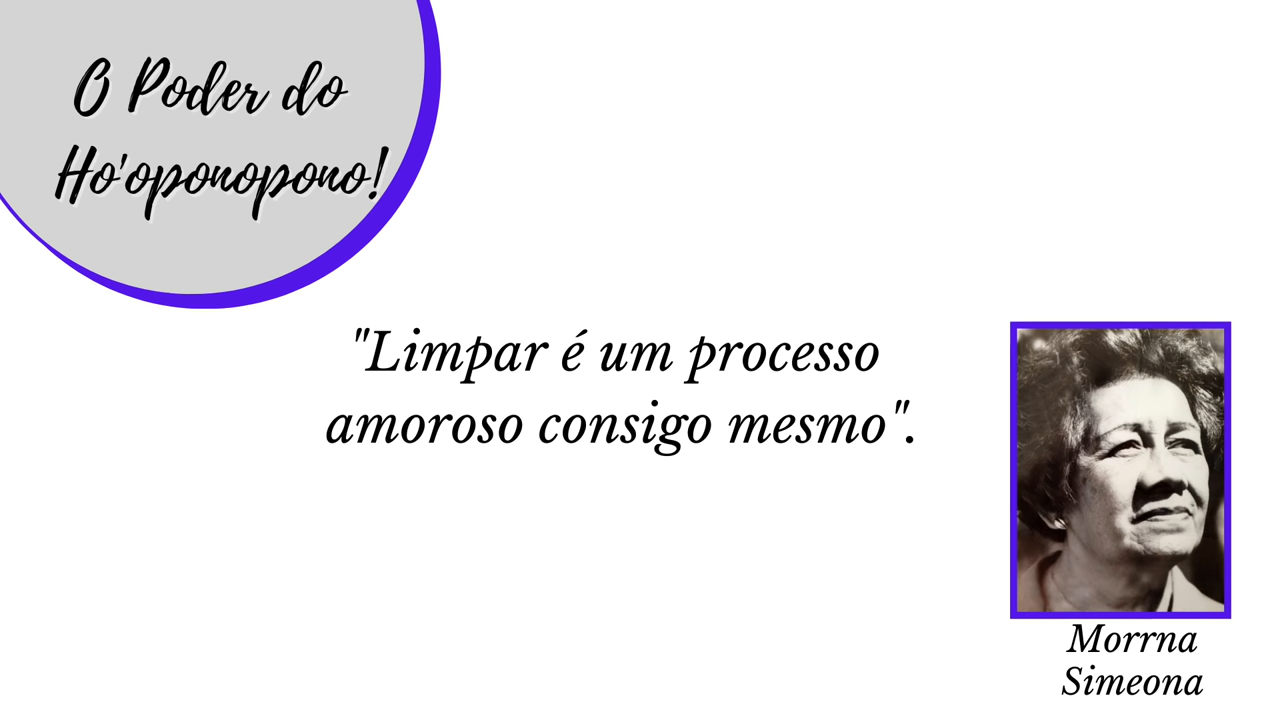 O Poder do
Ho'oponopono!
"Limpar é um processo
amoroso consigo mesmo".
Morrna
Simeona